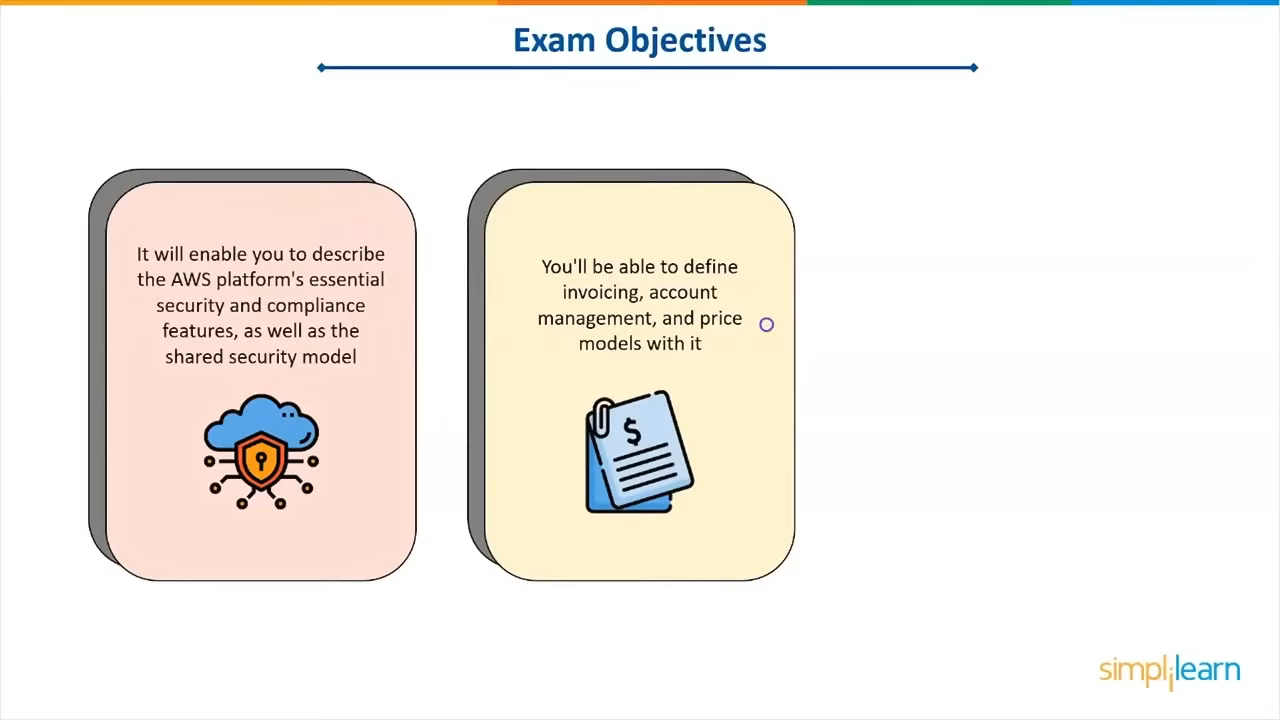 Exam Objectives
It will enable you to describe
the AWS platform's essential
security and compliance
features, as well as the
shared security model
You'll be able to define
invoicing, account
management, and price
models with it
$
simplilearn